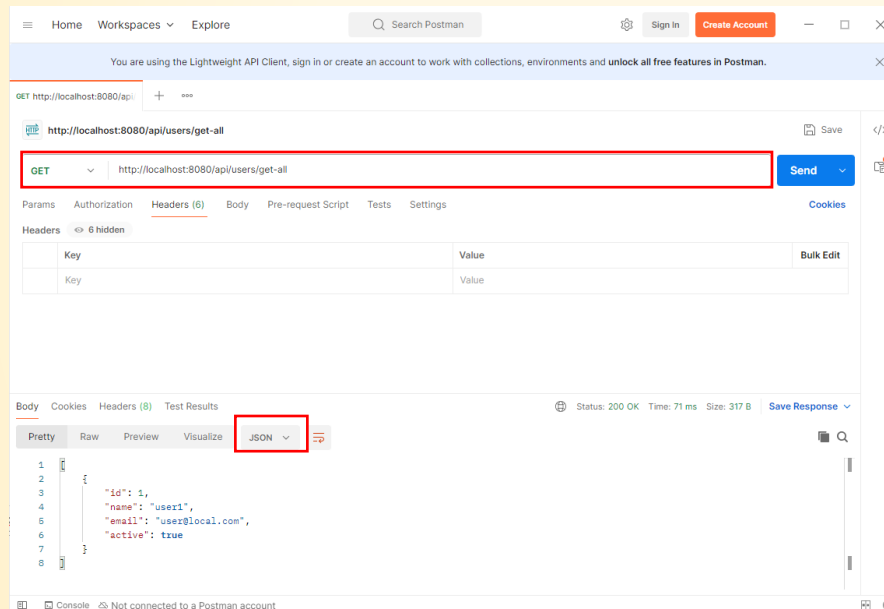 Home Workspaces Explore Search Postman Sign In Create Account
You are using the Lightweight API Client, sign in or create an account to work with collections, environments and unlock all free features in Postman.
GET http://localhost:8080/api
HTTP http://localhost:8080/api/users/get-all Save
GET http://localhost:8080/api/users/get-all Send
Params Authorization Headers (6) Body Pre-request Script Tests Settings Cookies
Headers 6 hidden
Key Value Bulk Edit
Key Value
Body Cookies Headers (8) Test Results Status: 200 OK Time: 71 ms Size: 317 B Save Response
Pretty Raw Preview Visualize JSON
1 [
2 {
3 "id": 1,
4 "name": "user1",
5 "email": "user@local.com",
6 "active": true
7 }
8 ]
Console Not connected to a Postman account